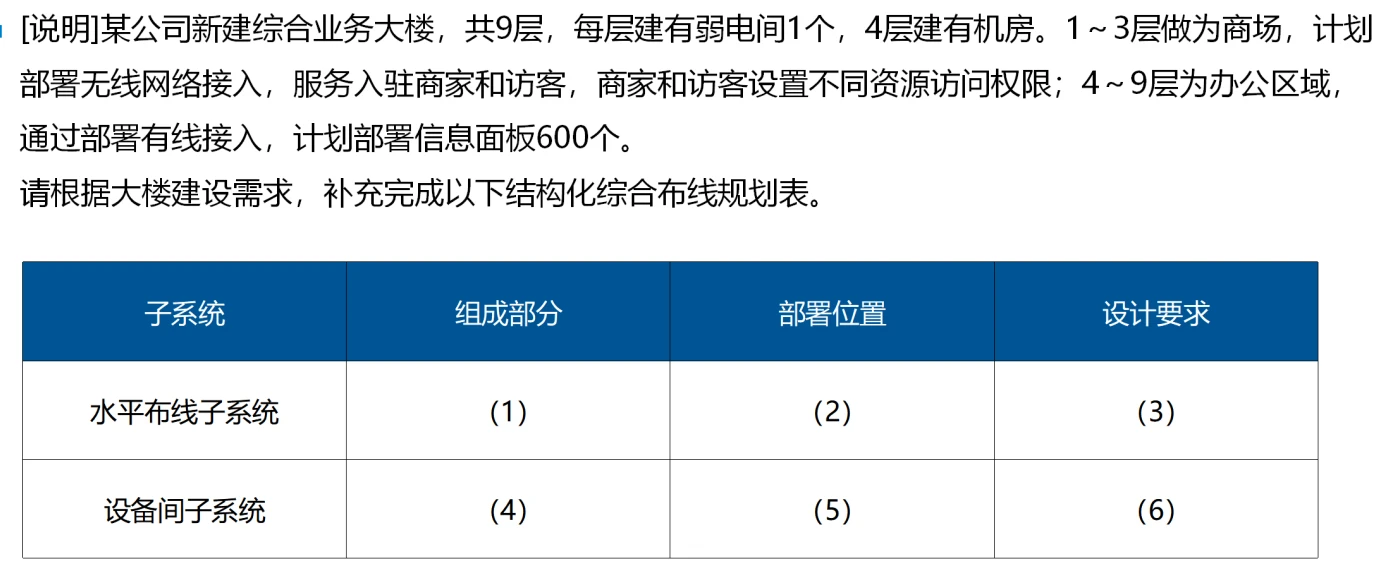 [说明]某公司新建综合业务大楼，共9层，每层建有弱电间1个，4层建有机房。1～3层做为商场，计划
部署无线网络接入，服务入驻商家和访客，商家和访客设置不同资源访问权限；4～9层为办公区域，
通过部署有线接入，计划部署信息面板600个。
请根据大楼建设需求，补充完成以下结构化综合布线规划表。
子系统 组成部分 部署位置 设计要求
水平布线子系统 （1） （2） （3）
设备间子系统 （4） （5） （6）